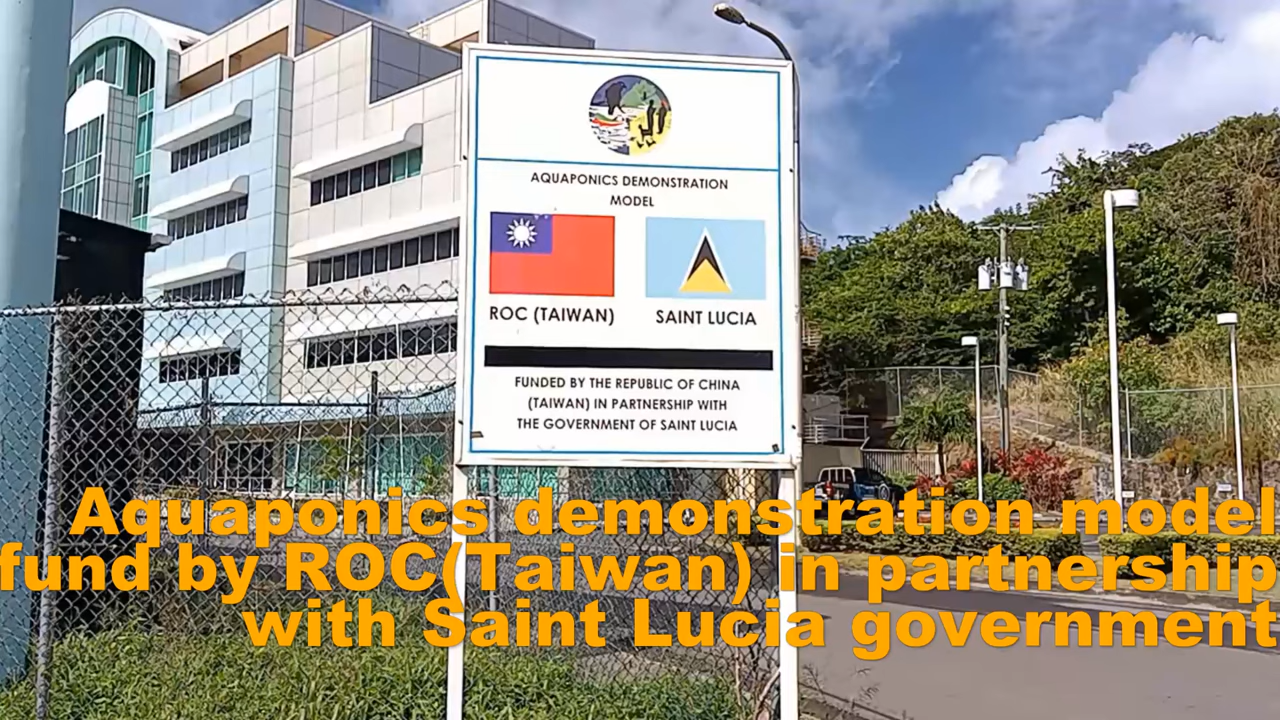 AQUAPONICS DEMONSTRATION
MODEL
ROC (TAIWAN)
SAINT LUCIA
FUNDED BY THE REPUBLIC OF CHINA
(TAIWAN) IN PARTNERSHIP WITH
THE GOVERNMENT OF SAINT LUCIA
Aquaponics demonstration model
fund by ROC(Taiwan) in partnership
with Saint Lucia government